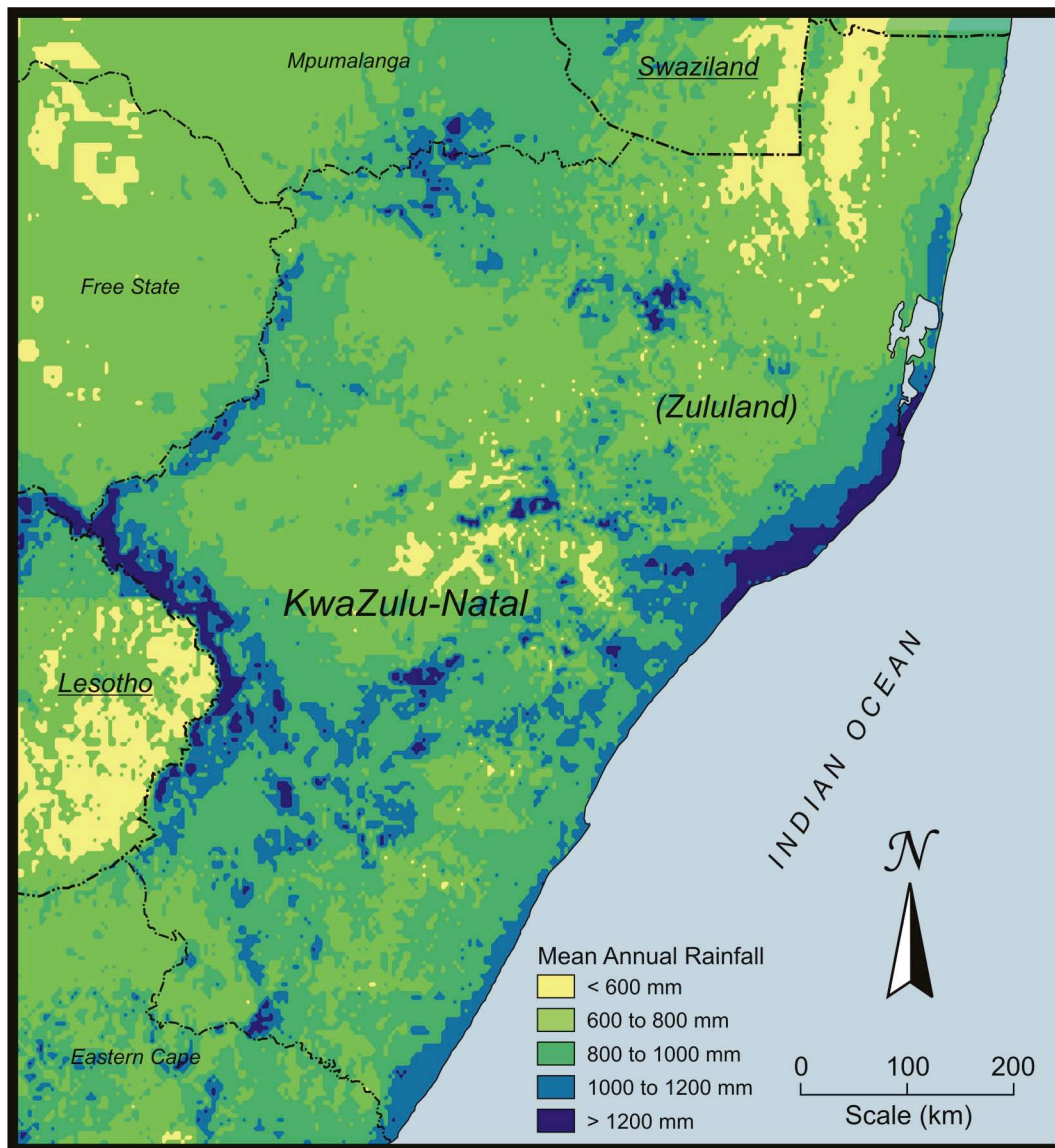 Mpumalanga
Swaziland
Free State
(Zululand)
KwaZulu-Natal
Lesotho
INDIAN OCEAN
N
Mean Annual Rainfall
< 600 mm
600 to 800 mm
800 to 1000 mm
1000 to 1200 mm
> 1200 mm
Eastern Cape
0 100 200
Scale (km)